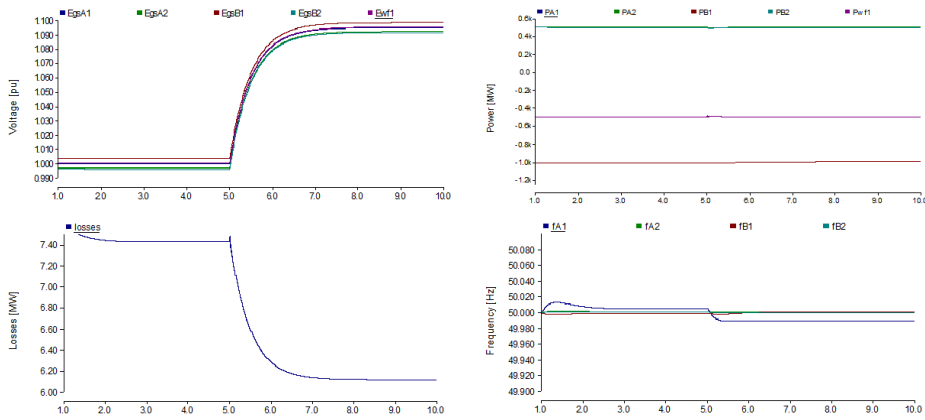 EgsA1 EgsA2 EgsB1 EgsB2 Ewf1
Voltage [pu]
1.100
1.090
1.080
1.070
1.060
1.050
1.040
1.030
1.020
1.010
1.000
0.990
1.0 2.0 3.0 4.0 5.0 6.0 7.0 8.0 9.0 10.0
PA1 PA2 PB1 PB2 Pwf1
Power [MW]
0.6k
0.4k
0.2k
0.0
-0.2k
-0.4k
-0.6k
-0.8k
-1.0k
-1.2k
1.0 2.0 3.0 4.0 5.0 6.0 7.0 8.0 9.0 10.0
losses
Losses [MW]
7.40
7.20
7.00
6.80
6.60
6.40
6.20
6.00
1.0 2.0 3.0 4.0 5.0 6.0 7.0 8.0 9.0 10.0
fA1 fA2 fB1 fB2
Frequency [Hz]
50.080
50.060
50.040
50.020
50.000
49.980
49.960
49.940
49.920
49.900
1.0 2.0 3.0 4.0 5.0 6.0 7.0 8.0 9.0 10.0